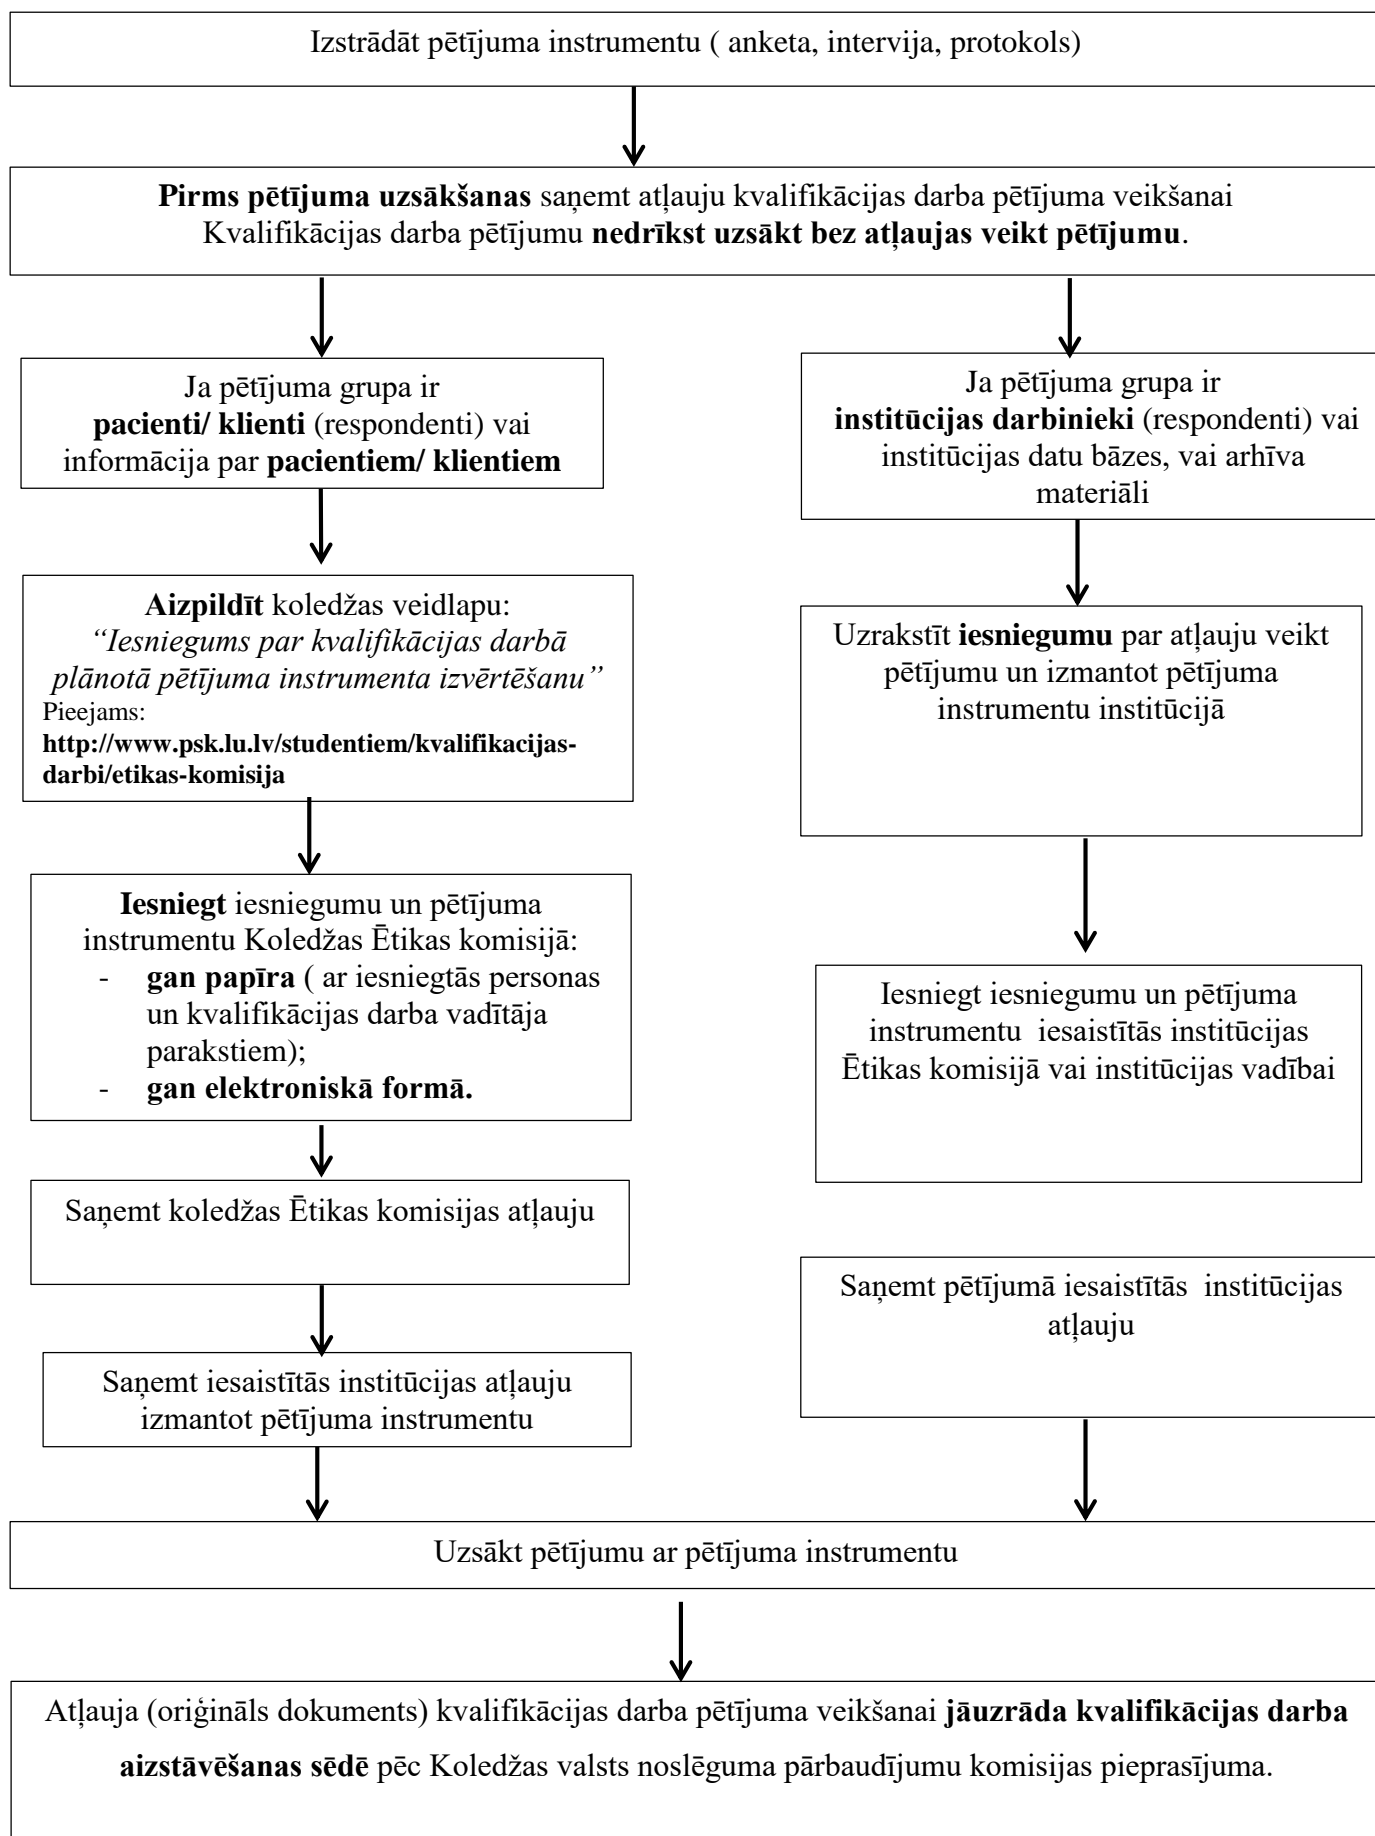 Izstrādāt pētījuma instrumentu ( anketa, intervija, protokols)
Pirms pētījuma uzsākšanas saņemt atļauju kvalifikācijas darba pētījuma veikšanai
Kvalifikācijas darba pētījumu nedrīkst uzsākt bez atļaujas veikt pētījumu.
Ja pētījuma grupa ir
pacienti/ klienti (respondenti) vai
informācija par pacientiem/ klientiem
Aizpildīt koledžas veidlapu:
“Iesniegums par kvalifikācijas darbā
plānotā pētījuma instrumenta izvērtēšanu”
Pieejams:
http://www.psk.lu.lv/studentiem/kvalifikacijas-
darbi/etikas-komisija
Iesniegt iesniegumu un pētījuma
instrumentu Koledžas Ētikas komisijā:
- gan papīra ( ar iesniegtās personas
un kvalifikācijas darba vadītāja
parakstiem);
- gan elektroniskā formā.
Saņemt koledžas Ētikas komisijas atļauju
Saņemt iesaistītās institūcijas atļauju
izmantot pētījuma instrumentu
Ja pētījuma grupa ir
institūcijas darbinieki (respondenti) vai
institūcijas datu bāzes, vai arhīva
materiāli
Uzrakstīt iesniegumu par atļauju veikt
pētījumu un izmantot pētījuma
instrumentu institūcijā
Iesniegt iesniegumu un pētījuma
instrumentu iesaistītās institūcijas
Ētikas komisijā vai institūcijas vadībai
Saņemt pētījumā iesaistītās institūcijas
atļauju
Uzsākt pētījumu ar pētījuma instrumentu
Atļauja (oriģināls dokuments) kvalifikācijas darba pētījuma veikšanai jāuzrāda kvalifikācijas darba
aizstāvēšanas sēdē pēc Koledžas valsts noslēguma pārbaudījumu komisijas pieprasījuma.